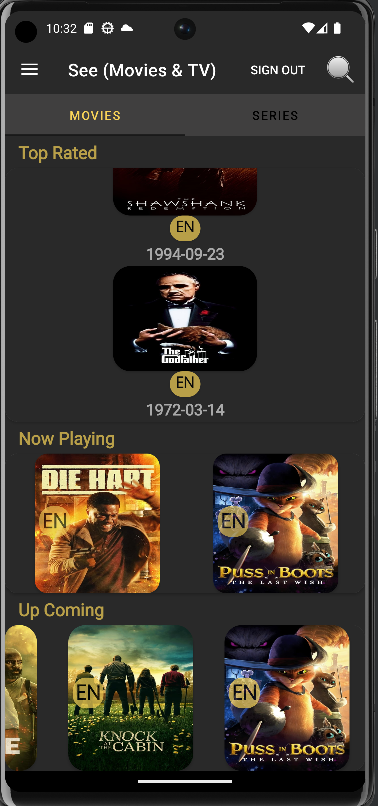 10:32
See (Movies & TV)
SIGN OUT
MOVIES
SERIES
Top Rated
SHAWSHANK
REDEMPTION
EN
1994-09-23
The
Godfather
EN
1972-03-14
Now Playing
DIE HART
EN
EN
PUSS IN BOOTS
THE LAST WISH
Up Coming
E
EN
KNOCK
AT THE CABIN
EN
PUSS IN BOOTS
THE LAST WISH